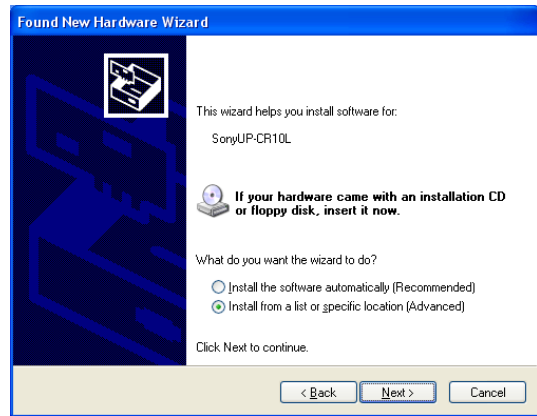 Found New Hardware Wizard
This wizard helps you install software for:
SonyUP-CR10L
If your hardware came with an installation CD
or floppy disk, insert it now.
What do you want the wizard to do?
Install the software automatically (Recommended)
Install from a list or specific location (Advanced)
Click Next to continue.
< Back Next > Cancel